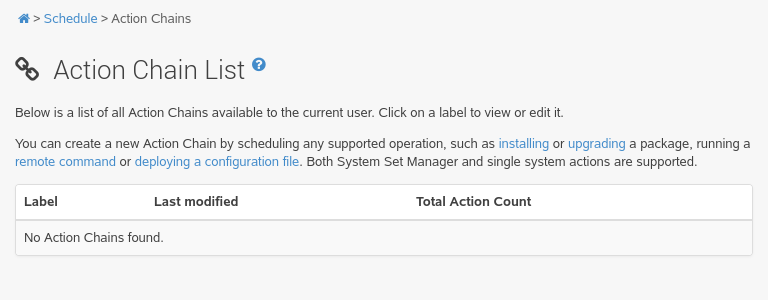 > Schedule > Action Chains
Action Chain List ?
Below is a list of all Action Chains available to the current user. Click on a label to view or edit it.
You can create a new Action Chain by scheduling any supported operation, such as installing or upgrading a package, running a
remote command or deploying a configuration file. Both System Set Manager and single system actions are supported.
Label Last modified Total Action Count
No Action Chains found.